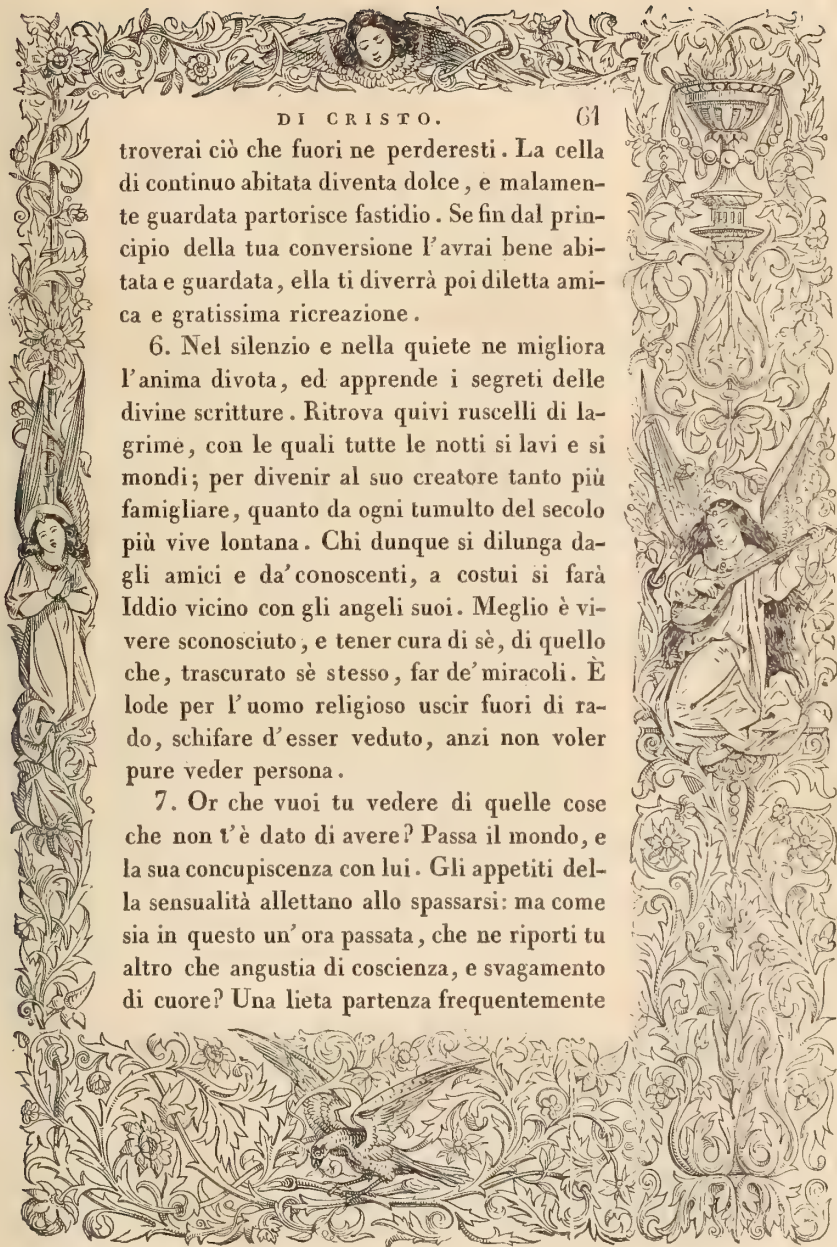 DI CRISTO. 61
troverai ciò che fuori ne perderesti. La cella
di continuo abitata diventa dolce, e malamen-
te guardata partorisce fastidio. Se fin dal prin-
cipio della tua conversione l'avrai bene abi-
tata e guardata, ella ti diverrà poi diletta ami-
ca e gratissima ricreazione.
6. Nel silenzio e nella quiete ne migliora
l'anima divota, ed apprende i segreti delle
divine scritture. Ritrova quivi ruscelli di la-
grime, con le quali tutte le notti si lavi e si
mondi; per divenir al suo creatore tanto più
famigliare, quanto da ogni tumulto del secolo
più vive lontana. Chi dunque si dilunga da-
gli amici e da' conoscenti, a costui si farà
Iddio vicino con gli angeli suoi. Meglio è vi-
vere sconosciuto, e tener cura di sè, di quello
che, trascurato sè stesso, far de' miracoli. È
lode per l'uomo religioso uscir fuori di ra-
do, schifare d'esser veduto, anzi non voler
pure veder persona.
7. Or che vuoi tu vedere di quelle cose
che non t'è dato di avere? Passa il mondo, e
la sua concupiscenza con lui. Gli appetiti del-
la sensualità allettano allo spassarsi: ma come
sia in questo un' ora passata, che ne riporti tu
altro che angustia di coscienza, e svagamento
di cuore? Una lieta partenza frequentemente